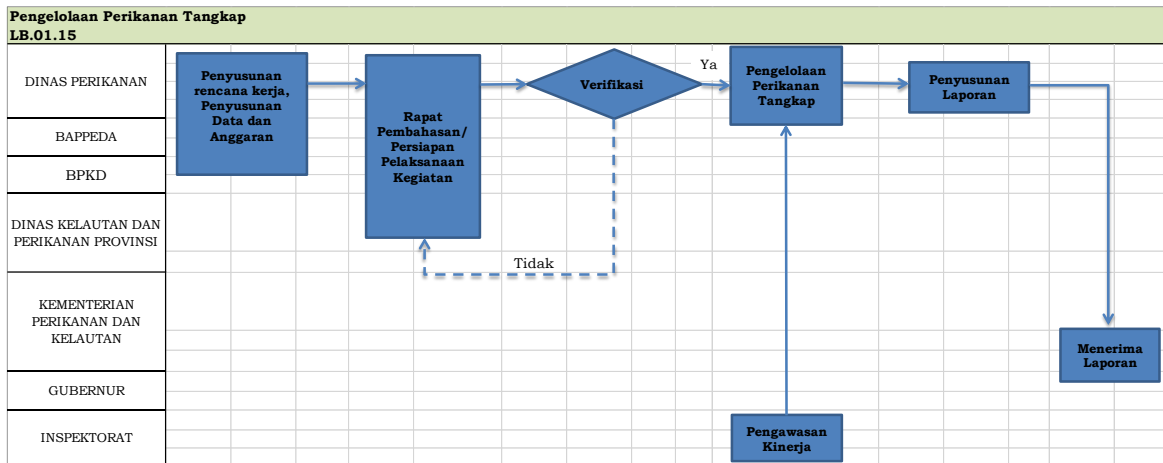 Pengelolaan Perikanan Tangkap
LB.01.15
DINAS PERIKANAN
BAPPEDA
BPKD
DINAS KELAUTAN DAN
PERIKANAN PROVINSI
KEMENTERIAN
PERIKANAN DAN
KELAUTAN
GUBERNUR
INSPEKTORAT
Penyusunan
rencana kerja,
Penyusunan
Data dan
Anggaran
Rapat
Pembahasan/
Persiapan
Pelaksanaan
Kegiatan
Verifikasi
Ya
Tidak
Pengelolaan
Perikanan
Tangkap
Penyusunan
Laporan
Menerima
Laporan
Pengawasan
Kinerja